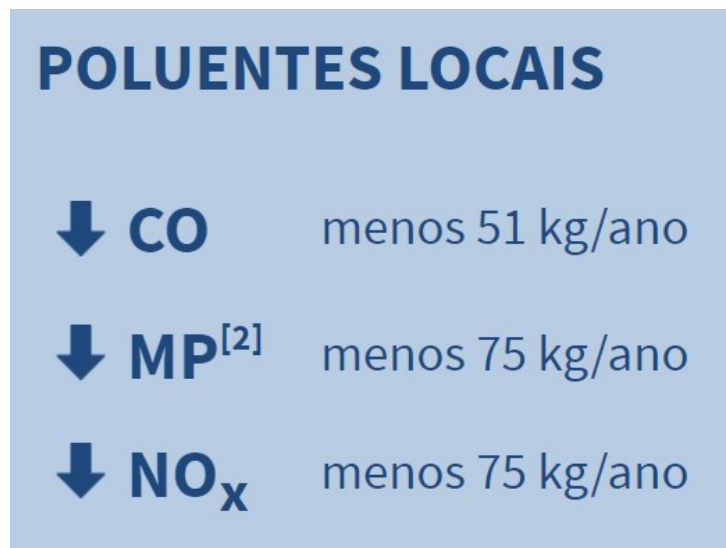 POLUENTES LOCAIS
CO menos 51 kg/ano
MP[2] menos 75 kg/ano
NOx menos 75 kg/ano